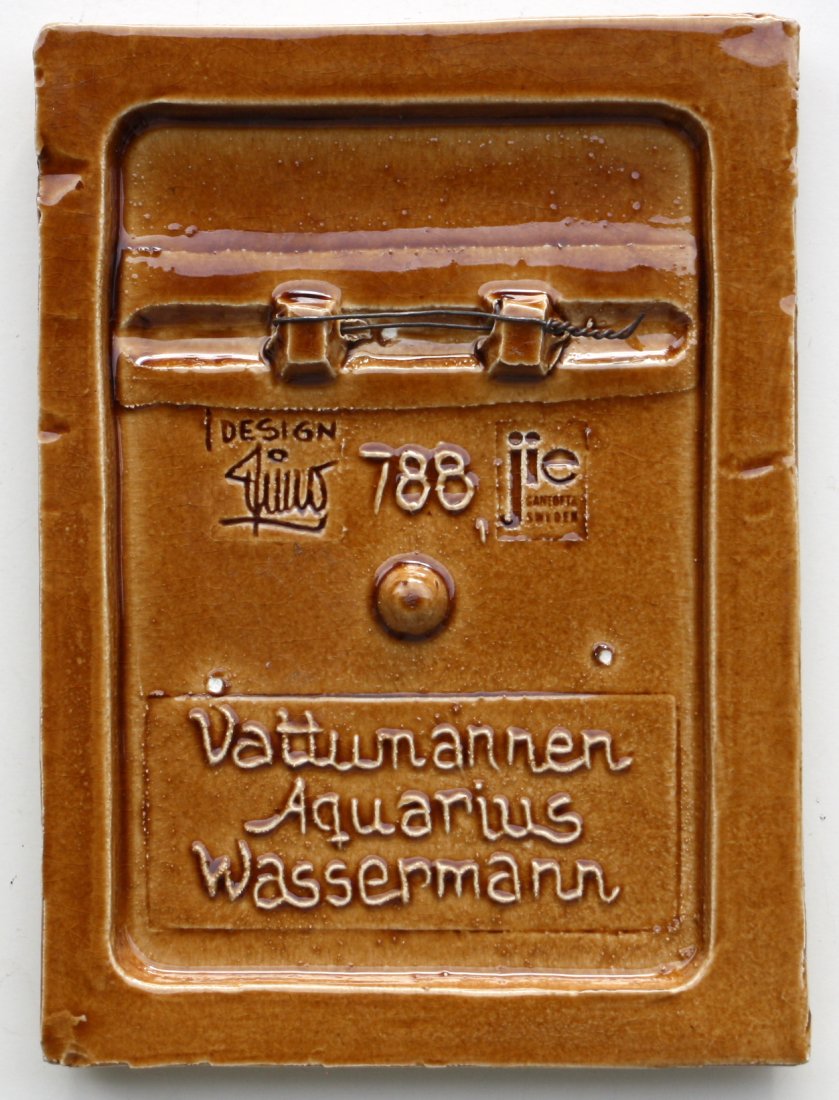 DESIGN
788
jie
GANTOFTA
SWEDEN
Vattumannen
Aquarius
Wassermann